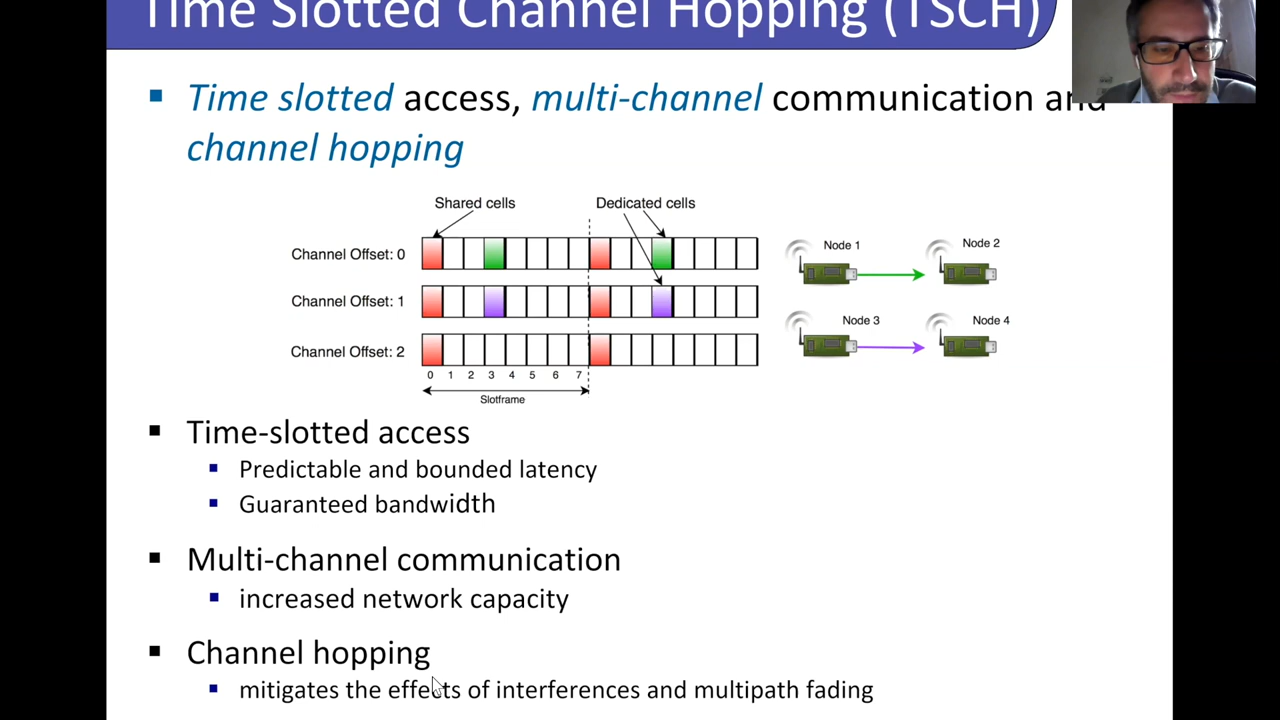 Time Slotted Channel Hopping (TSCH)
Time slotted access, multi-channel communication and
channel hopping
Shared cells
Dedicated cells
Channel Offset: 0
Node 1
Node 2
Channel Offset: 1
Node 3
Node 4
Channel Offset: 2
0 1 2 3 4 5 6 7
Slotframe
Time-slotted access
Predictable and bounded latency
Guaranteed bandwidth
Multi-channel communication
increased network capacity
Channel hopping
mitigates the effects of interferences and multipath fading